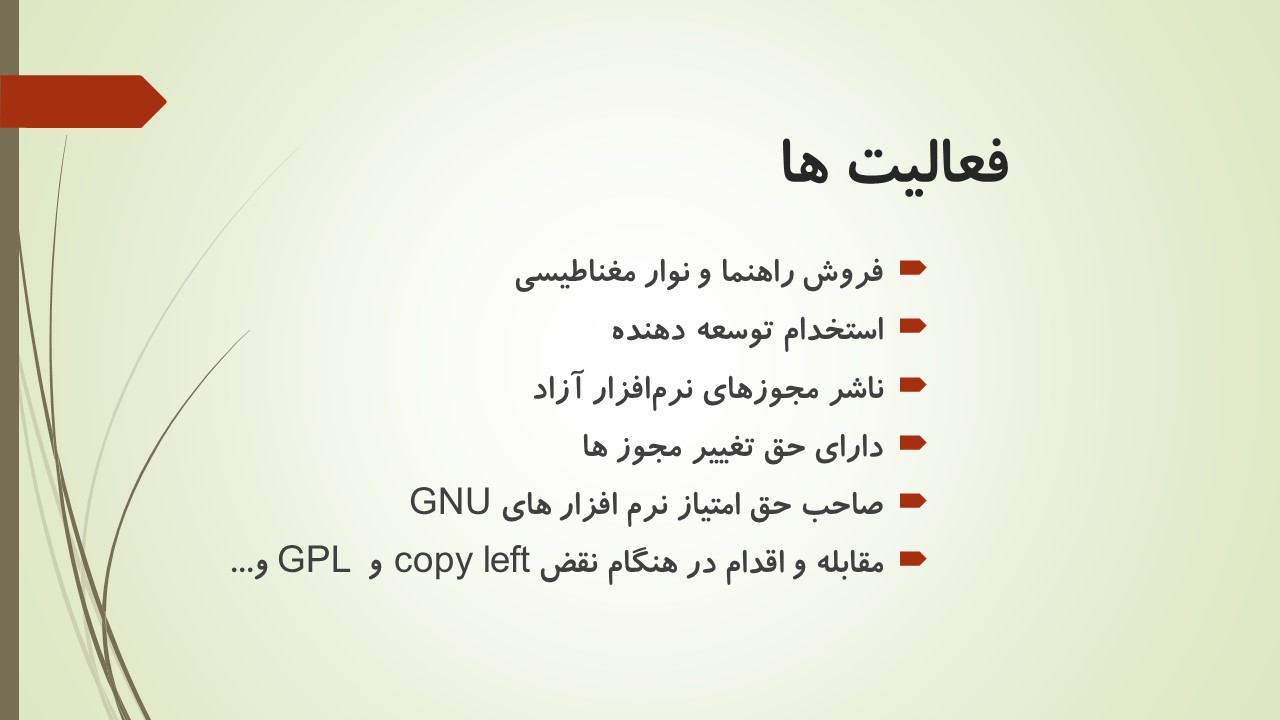 فعالیت ها
فروش راهنما و نوار مغناطیسی
استخدام توسعه دهنده
ناشر مجوزهای نرم‌افزار آزاد
دارای حق تغییر مجوز ها
صاحب حق امتیاز نرم افزار های GNU
مقابله و اقدام در هنگام نقض copy left و GPL و...